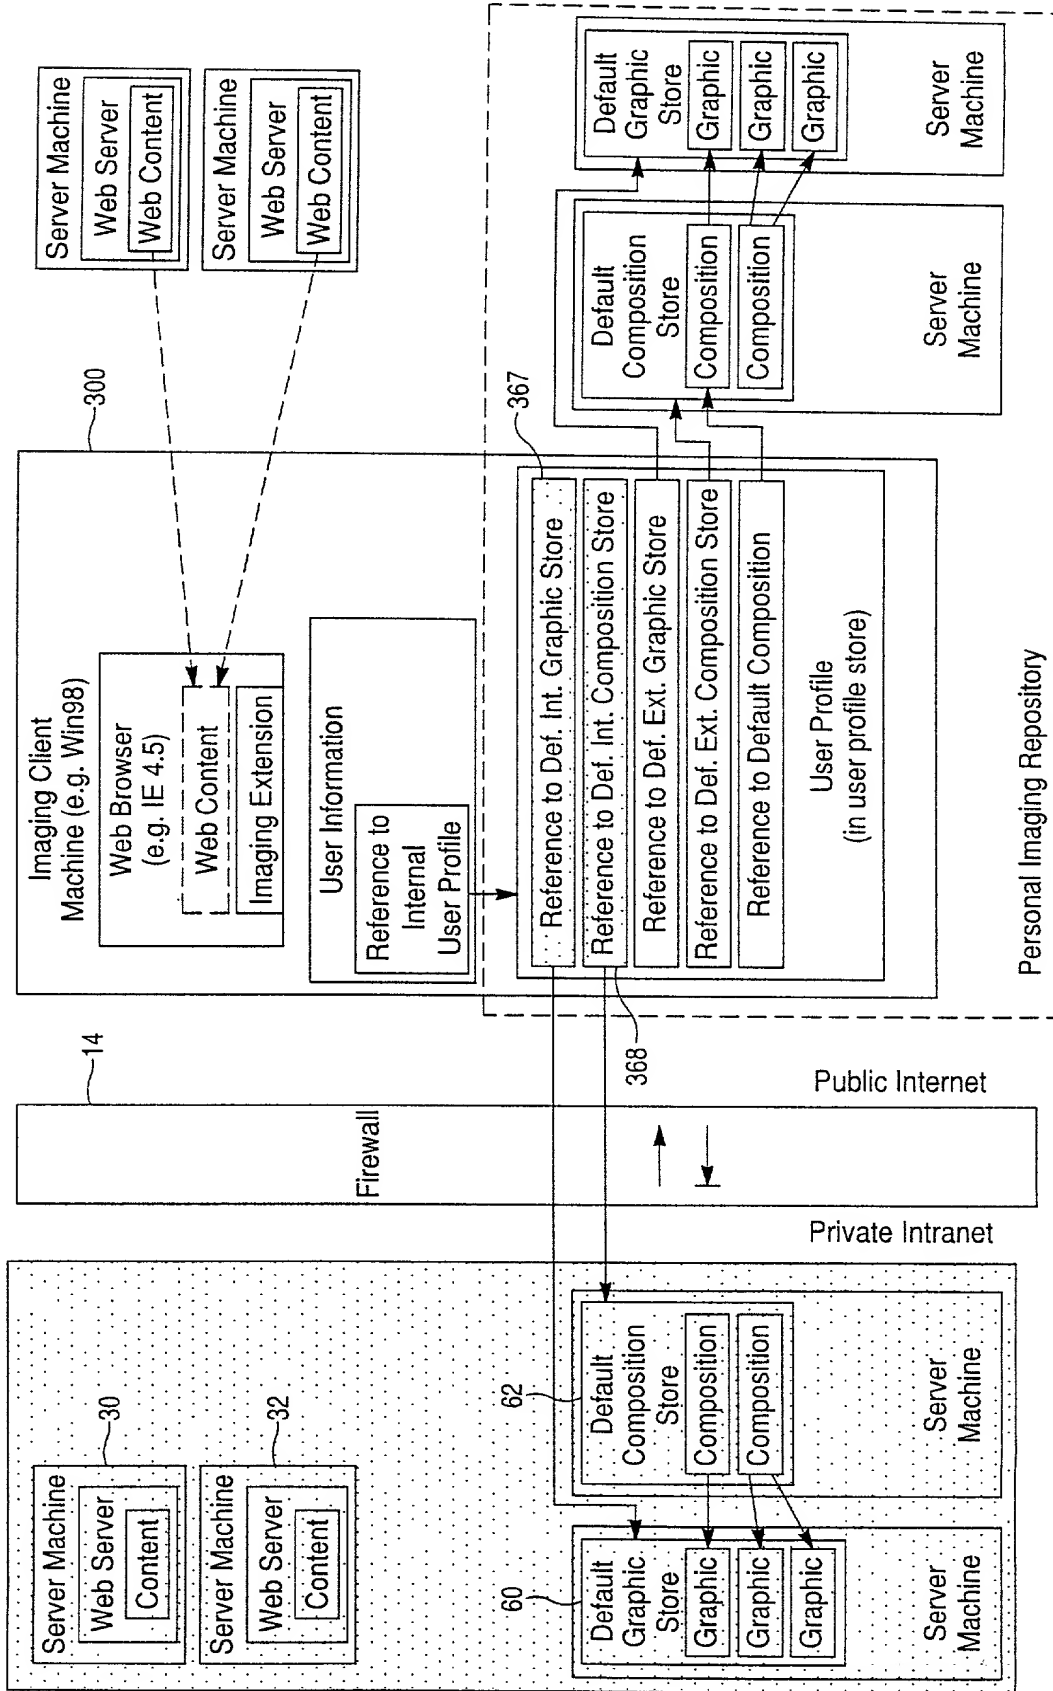 Server Machine
30
Web Server
Content
Server Machine
32
Web Server
Content
60
Default
Graphic
Store
Graphic
Graphic
Graphic
Server
Machine
62
Default
Composition
Store
Composition
Composition
Server
Machine
Private Intranet
14
Firewall
Public Internet
300
Imaging Client
Machine (e.g. Win98)
Web Browser
(e.g. IE 4.5)
Web Content
Imaging Extension
User Information
Reference to
Internal
User Profile
367
Reference to Def. Int. Graphic Store
Reference to Def. Int. Composition Store
368
Reference to Def. Ext. Graphic Store
Reference to Def. Ext. Composition Store
Reference to Default Composition
User Profile
(in user profile store)
Personal Imaging Repository
Server Machine
Web Server
Web Content
Server Machine
Web Server
Web Content
Default
Composition
Store
Composition
Composition
Server
Machine
Default
Graphic
Store
Graphic
Graphic
Graphic
Server
Machine